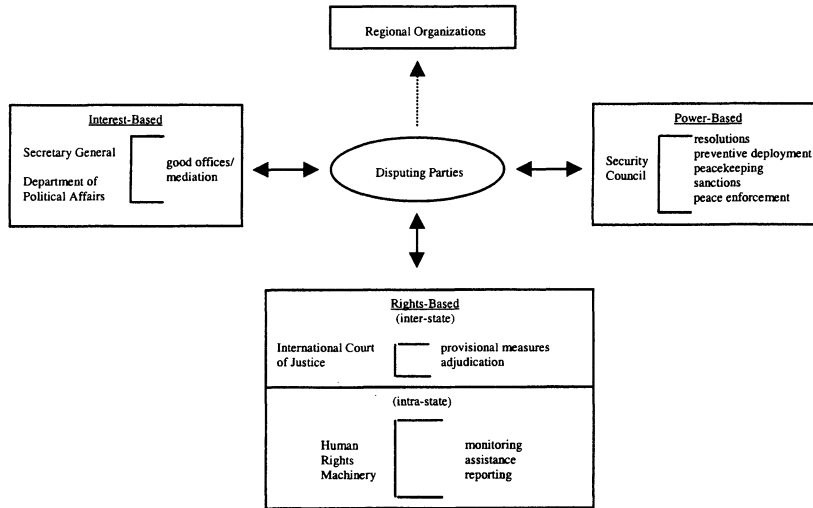 Regional Organizations
Interest-Based
Secretary General
Department of
Political Affairs
good offices/
mediation
Disputing Parties
Power-Based
Security
Council
resolutions
preventive deployment
peacekeeping
sanctions
peace enforcement
Rights-Based
(inter-state)
International Court
of Justice
provisional measures
adjudication
(intra-state)
Human
Rights
Machinery
monitoring
assistance
reporting